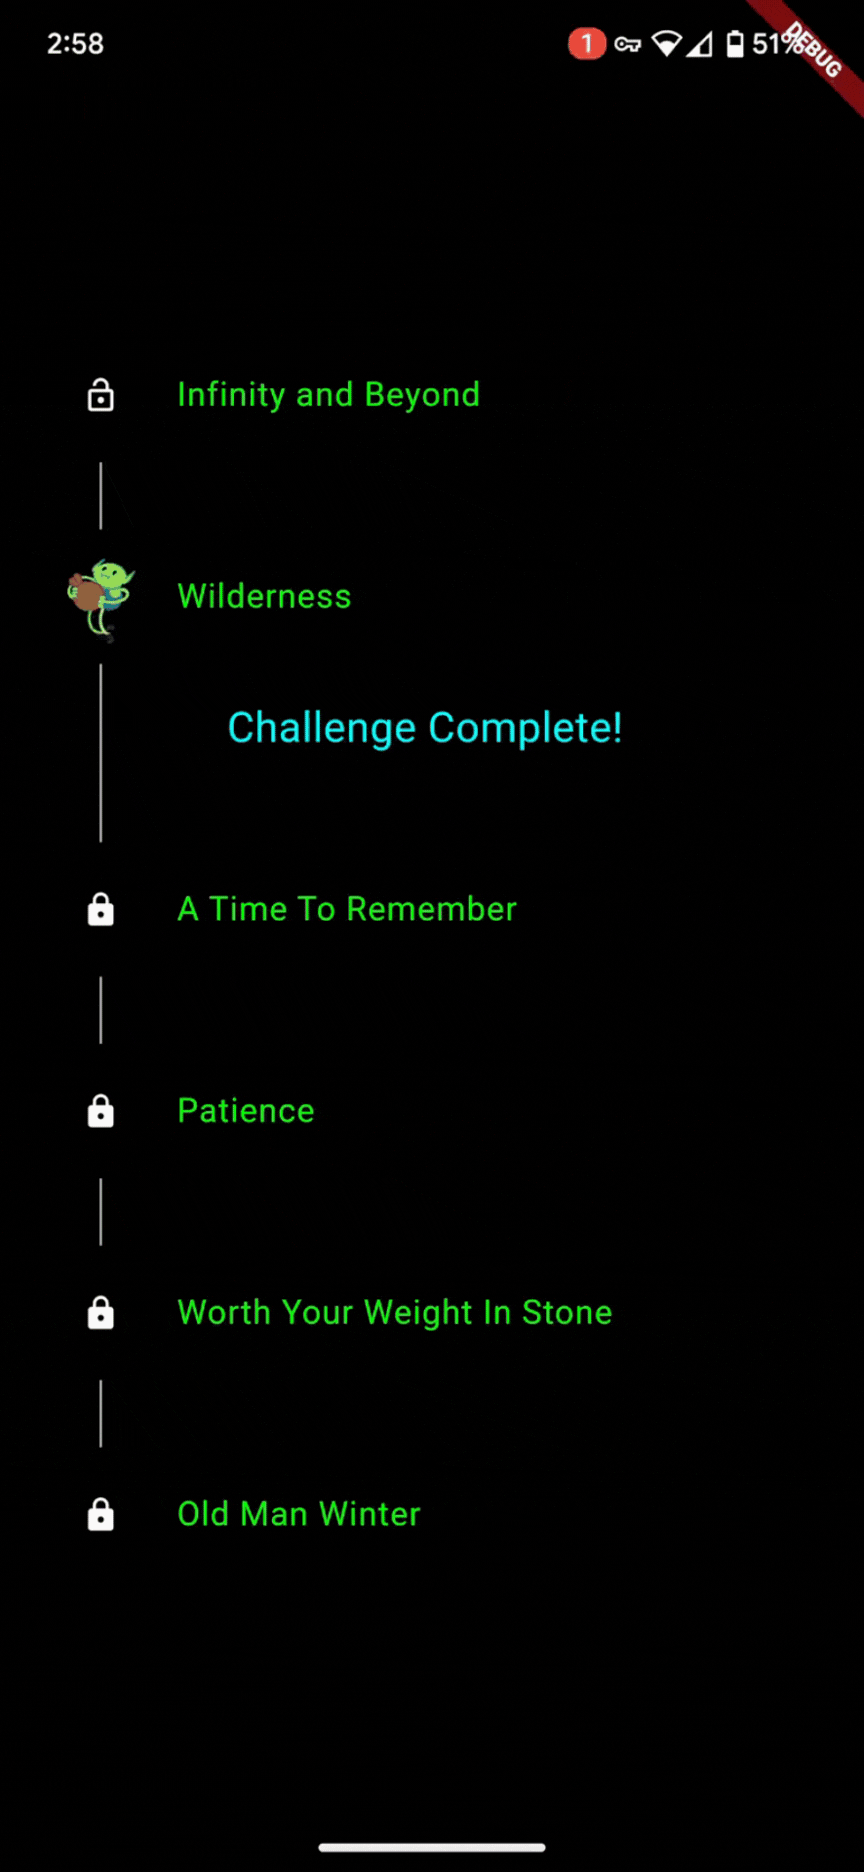 2:58
1
51%
DEBUG
Infinity and Beyond
Wilderness
Challenge Complete!
A Time To Remember
Patience
Worth Your Weight In Stone
Old Man Winter